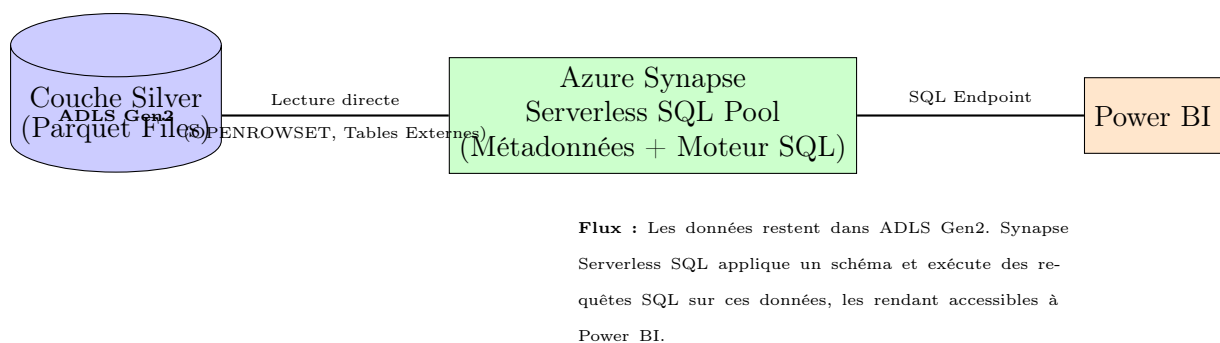 Couche Silver
(Parquet Files)
ADLS Gen2
Lecture directe
(OPENROWSET, Tables Externes)
Azure Synapse
Serverless SQL Pool
(Métadonnées + Moteur SQL)
SQL Endpoint
Power BI
Flux : Les données restent dans ADLS Gen2. Synapse
Serverless SQL applique un schéma et exécute des re-
quêtes SQL sur ces données, les rendant accessibles à
Power BI.